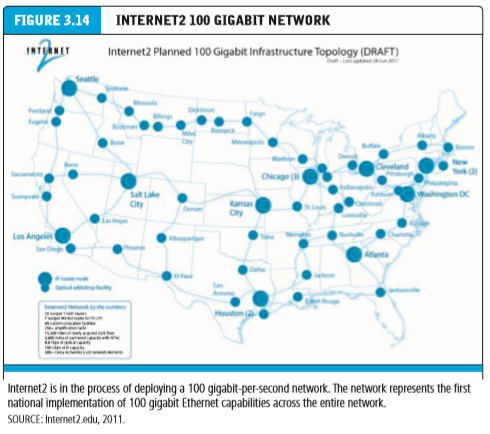 FIGURE 3.14
INTERNET2 100 GIGABIT NETWORK
INTERNET
2
Internet2 Planned 100 Gigabit Infrastructure Topology (DRAFT)
Seattle
Spokane
Portland
Eugene
Missoula
Billings
Bozeman
Miles
City
Dickinson
Bismarck
Fargo
Minneapolis
Boise
Reno
Sacramento
Sunnyvale
Salt Lake
City
Denver
Las Vegas
Los Angeles
San Diego
Phoenix
Albuquerque
El Paso
Kansas
City
Tulsa
Dallas
San
Antonio
Houston (2)
Baton Rouge
Jackson
Memphis
St. Louis
Madison
Chicago (3)
Detroit
Indianapolis
Cincinnati
Louisville
Nashville
Atlanta
Jacksonville
Charlotte
Raleigh
Washington DC
Ashburn
Pittsburgh
Philadelphia
Cleveland
Buffalo
Albany
Boston
New
York (2)
IP router node
Optical add/drop facility
Internet2 Network by the numbers
Internet2 is in the process of deploying a 100 gigabit-per-second network. The network represents the first
national implementation of 100 gigabit Ethernet capabilities across the entire network.
SOURCE: Internet2.edu, 2011.